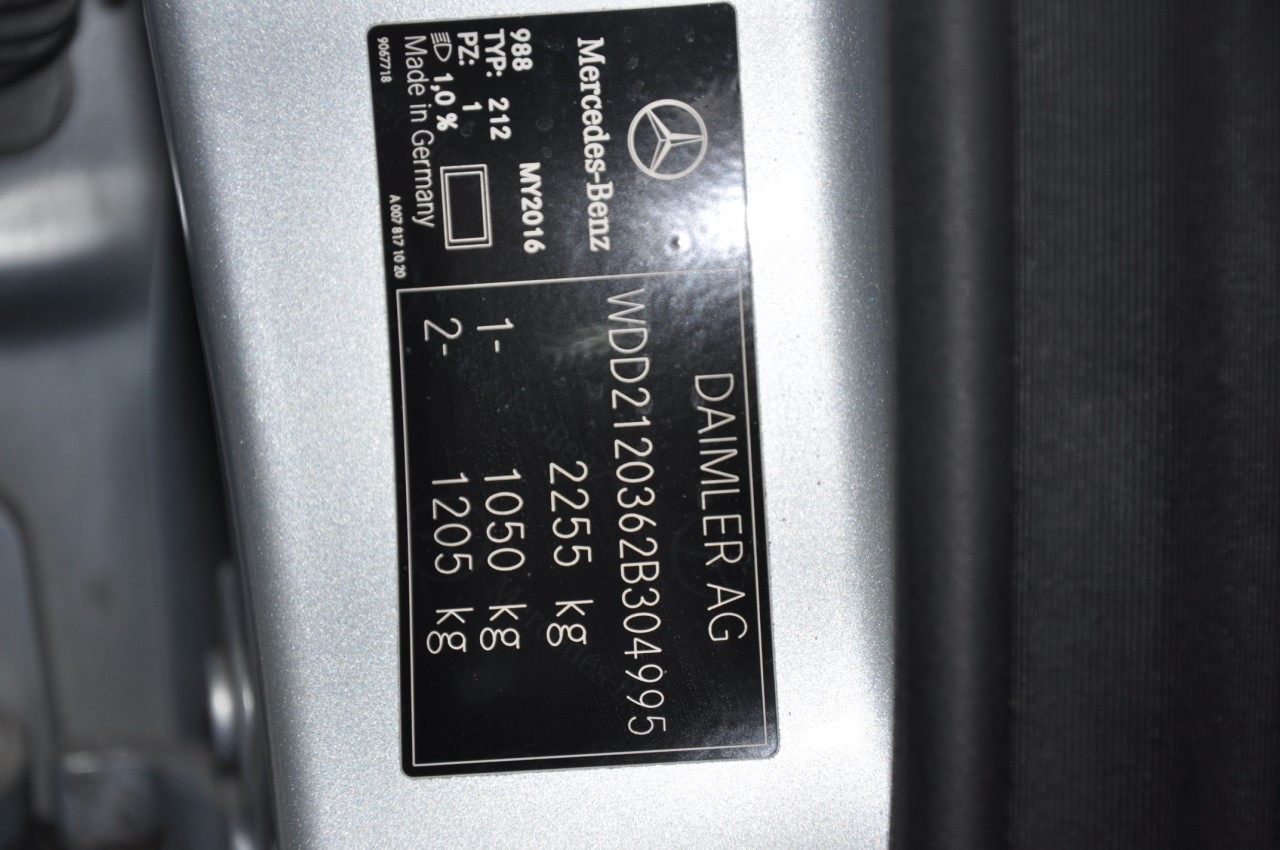 Mercedes-Benz
988 MY2016
TYP: 212
PZ: 1
1,0 %
Made in Germany
9067718 A 007 817 10 20
DAIMLER AG
WDD2120362B304995
2255 kg
1- 1050 kg
2- 1205 kg